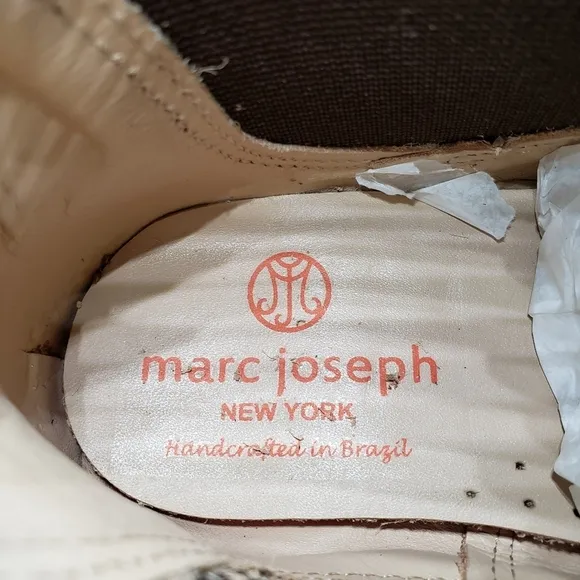 marc joseph
NEW YORK
Handcrafted in Brazil